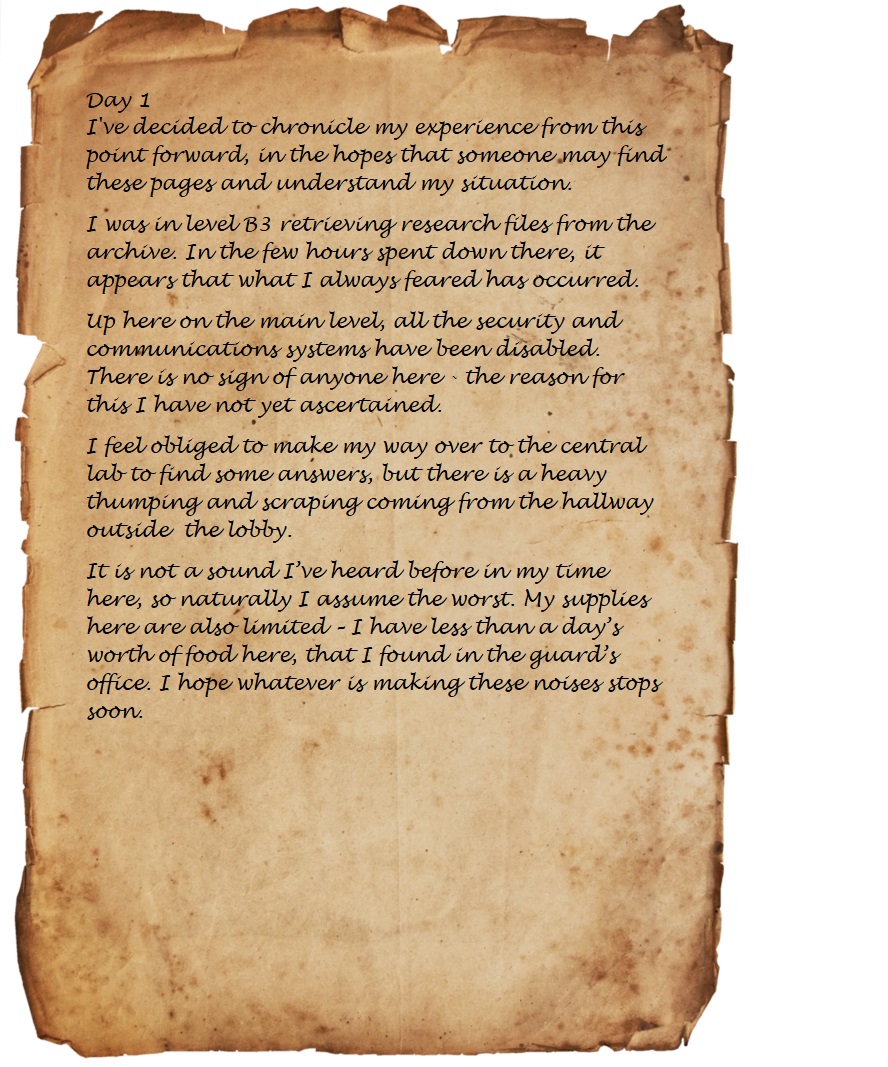 Day 1
I've decided to chronicle my experience from this
point forward, in the hopes that someone may find
these pages and understand my situation.
I was in level B3 retrieving research files from the
archive. In the few hours spent down there, it
appears that what I always feared has occurred.
Up here on the main level, all the security and
communications systems have been disabled.
There is no sign of anyone here - the reason for
this I have not yet ascertained.
I feel obliged to make my way over to the central
lab to find some answers, but there is a heavy
thumping and scraping coming from the hallway
outside  the lobby.
It is not a sound I’ve heard before in my time
here, so naturally I assume the worst. My supplies
here are also limited – I have less than a day’s
worth of food here, that I found in the guard’s
office. I hope whatever is making these noises stops
soon.